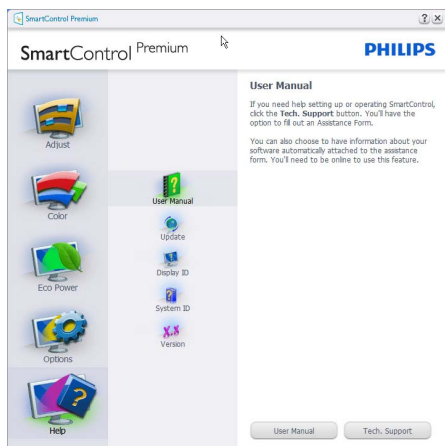 SmartControl Premium
SmartControl Premium
PHILIPS
Adjust
Color
Eco Power
Options
Help
User Manual
Update
Display ID
System ID
X.X
Version
User Manual
If you need help setting up or operating SmartControl,
click the Tech. Support button. You'll have the
option to fill out an Assistance Form.
You can also choose to have information about your
software automatically attached to the assistance
form. You'll need to be online to use this feature.
User Manual
Tech. Support